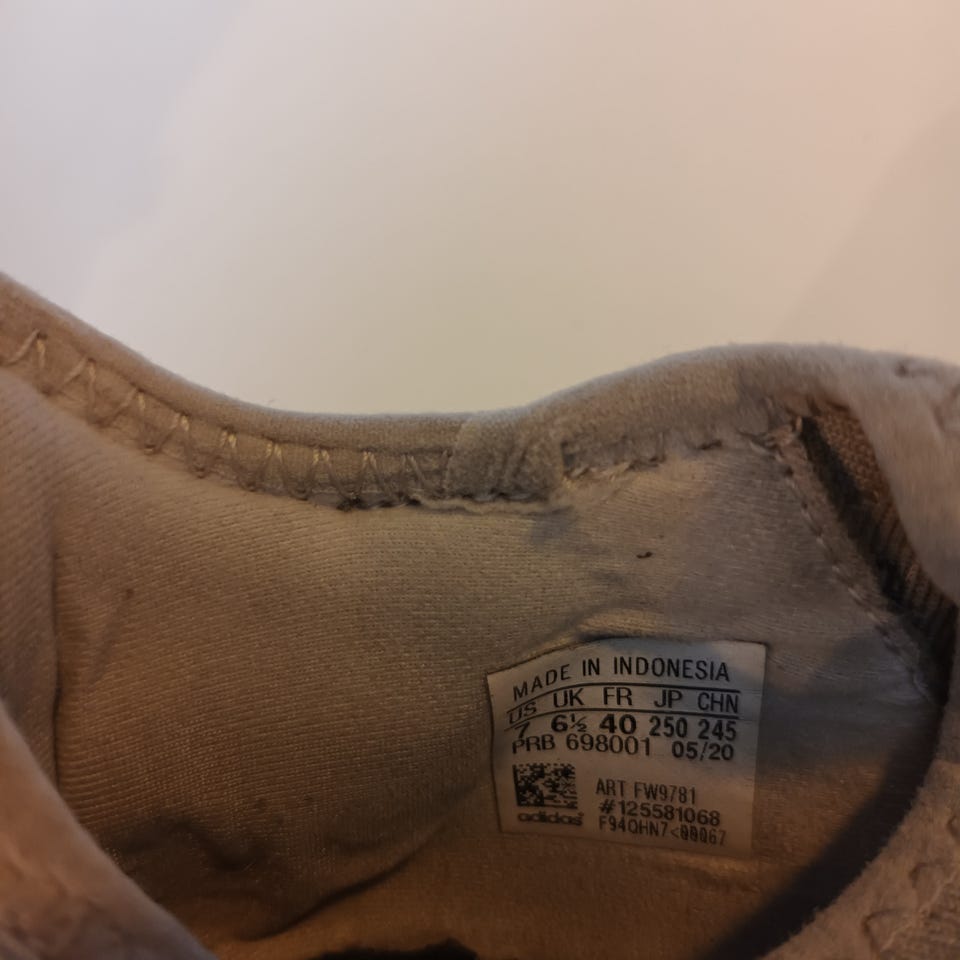 MADE IN INDONESIA
US UK FR JP CHN
7 6½ 40 250 245
PRB 698001 05/20
ART FW9781
#125581068
adidas F94QHN7<00067